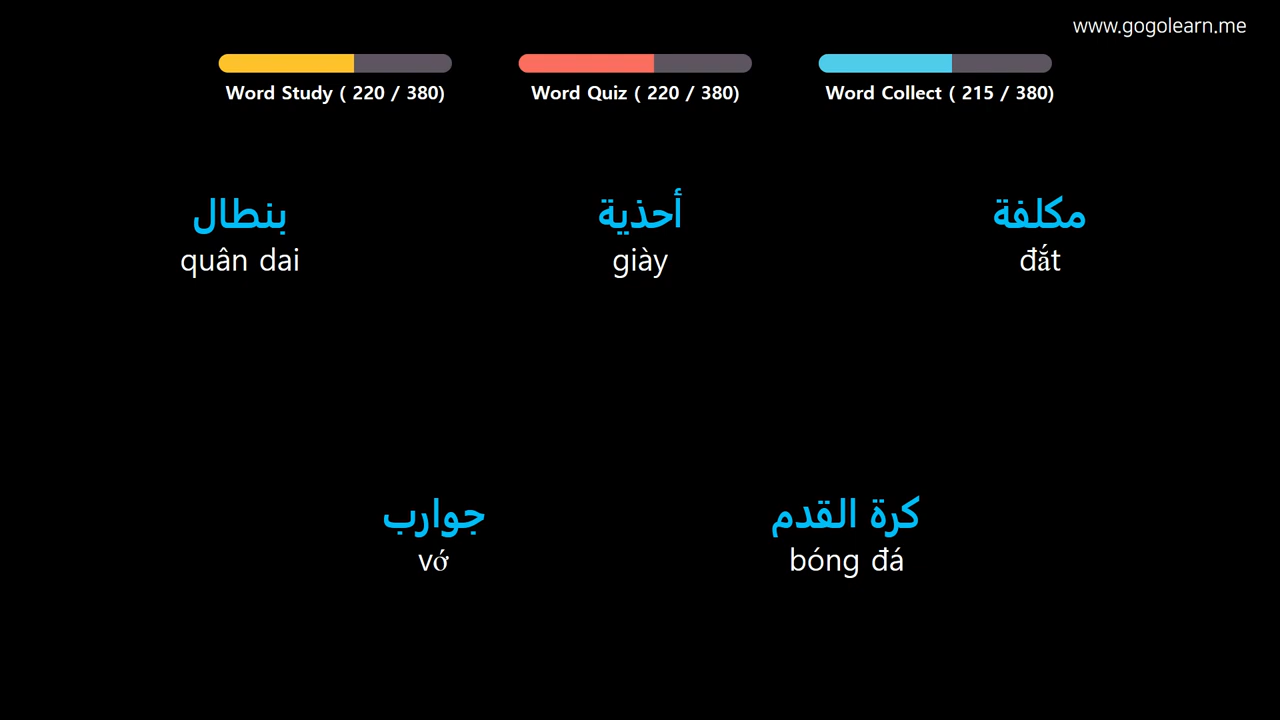 www.gogolearn.me
Word Study ( 220 / 380)
Word Quiz ( 220 / 380)
Word Collect ( 215 / 380)
بنطال
quân dai
أحذية
giày
مكلفة
đắt
جوارب
vớ
كرة القدم
bóng đá